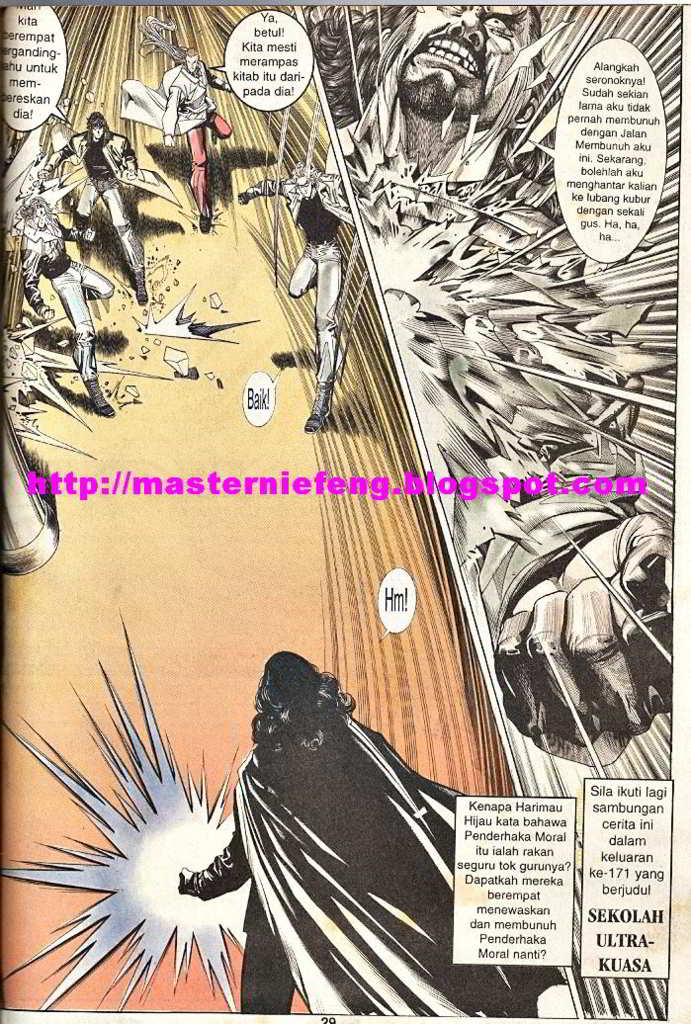 Mari
kita
berempat
erganding-
ahu untuk
mem-
bereskan
dia!
Ya,
betul!
Kita mesti
merampas
kitab itu dari-
pada dia!
Alangkah
seronoknya!
Sudah sekian
lama aku tidak
pernah membunuh
dengan Jalan
Membunuh aku
ini. Sekarang,
bolehlah aku
menghantar kalian
ke lubang kubur
dengan sekali
gus. Ha, ha,
ha...
Baik!
http://masterniefeng.blogspot.com
Hm!
Kenapa Harimau
Hijau kata bahawa
Penderhaka Moral
itu ialah rakan
seguru tok gurunya?
Dapatkah mereka
berempat
menewaskan
dan membunuh
Penderhaka
Moral nanti?
Sila ikuti lagi
sambungan
cerita ini
dalam
keluaran
ke-171 yang
berjudul
SEKOLAH
ULTRA-
KUASA
29